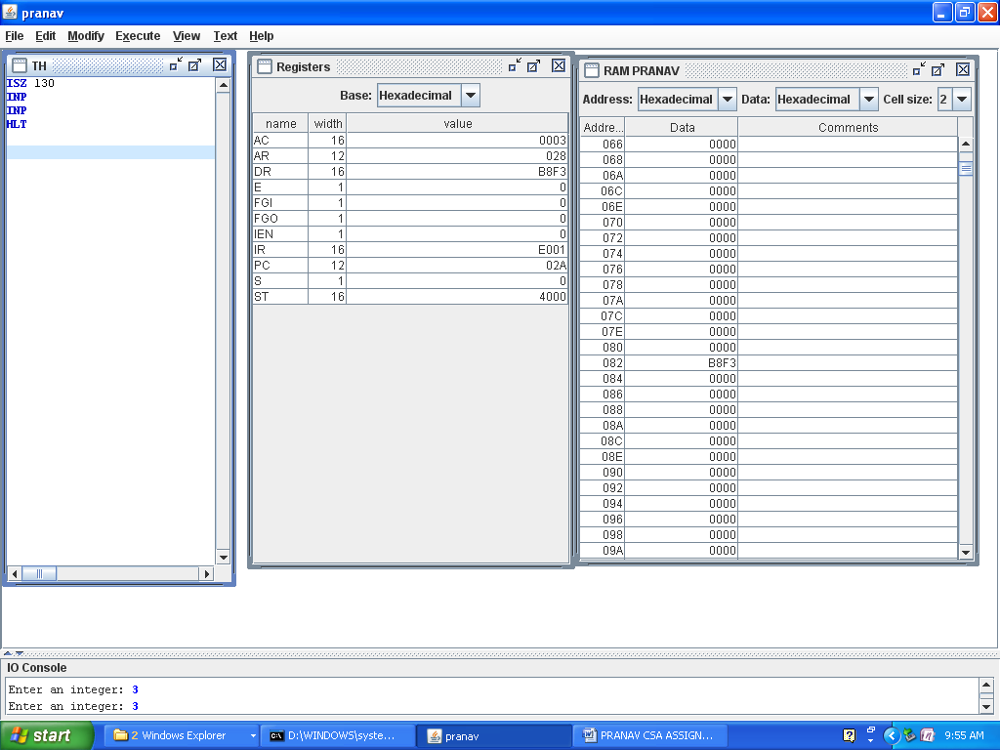 pranav
File Edit Modify Execute View Text Help
TH
ISZ 130
INP
INP
HLT
Registers
Base: Hexadecimal
name width value
AC 16 0003
AR 12 028
DR 16 B8F3
E 1 0
FGI 1 0
FGO 1 0
IEN 1 0
IR 16 E001
PC 12 02A
S 1 0
ST 16 4000
RAM PRANAV
Address: Hexadecimal Data: Hexadecimal Cell size: 2
Addre... Data Comments
066 0000
068 0000
06A 0000
06C 0000
06E 0000
070 0000
072 0000
074 0000
076 0000
078 0000
07A 0000
07C 0000
07E 0000
080 0000
082 B8F3
084 0000
086 0000
088 0000
08A 0000
08C 0000
08E 0000
090 0000
092 0000
094 0000
096 0000
098 0000
09A 0000
IO Console
Enter an integer: 3
Enter an integer: 3
start
2 Windows Explorer
D:\WINDOWS\syste...
pranav
PRANAV CSA ASSIGN...
9:55 AM